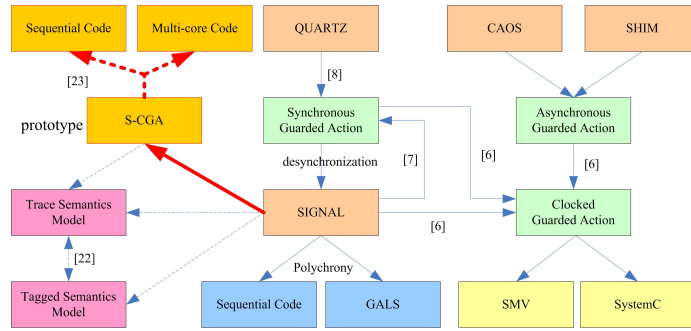 Sequential Code
Multi-core Code
QUARTZ
CAOS
SHIM
[23]
[8]
prototype
S-CGA
Synchronous
Guarded Action
Asynchronous
Guarded Action
desynchronization
[7]
[6]
[6]
Trace Semantics
Model
SIGNAL
[6]
Clocked
Guarded Action
[22]
Polychrony
Tagged Semantics
Model
Sequential Code
GALS
SMV
SystemC